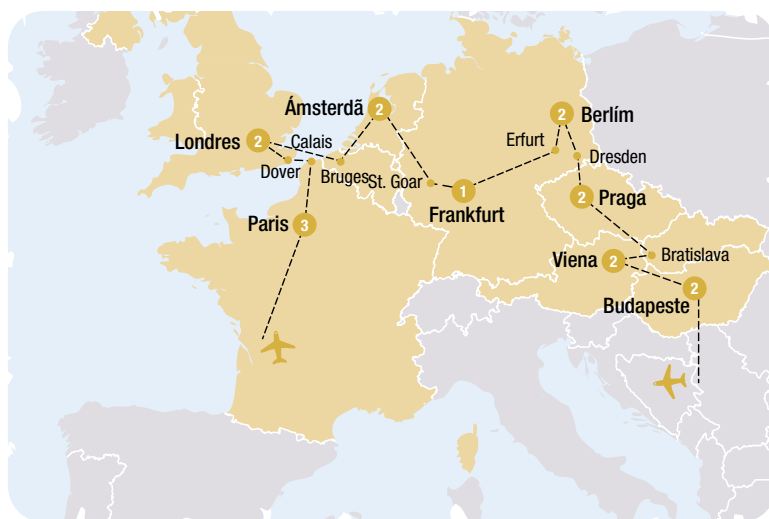 Ámsterdã
2
2
Berlím
Londres
2
Calais
Erfurt
Dover
Bruges
St. Goar
Dresden
1
Frankfurt
2
Praga
Paris
3
Viena
2
Bratislava
2
Budapeste